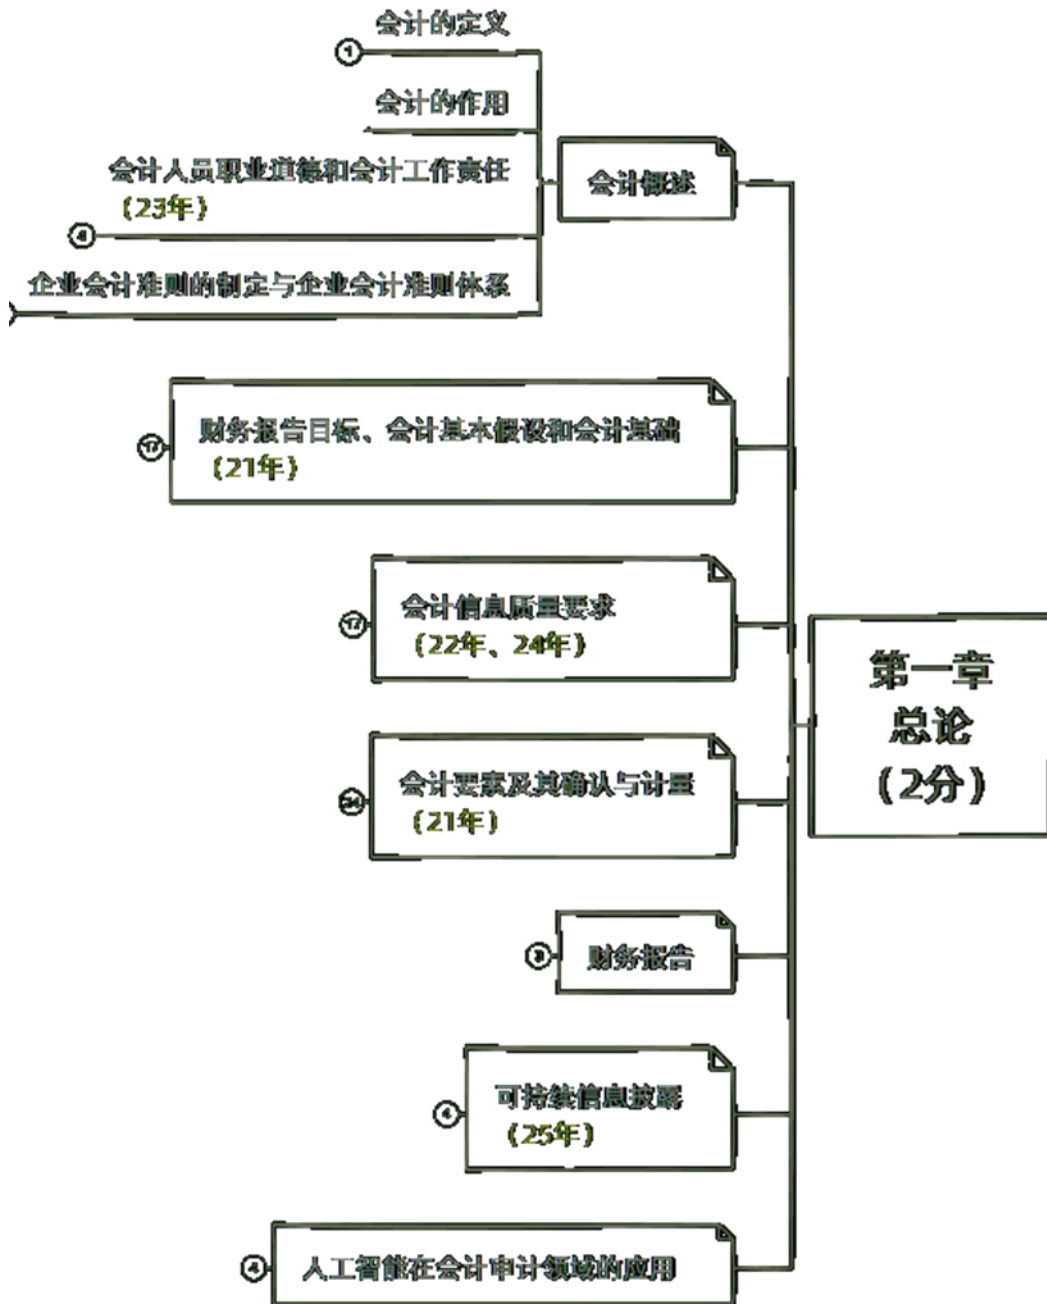 会计的定义
1
会计的作用
会计人员职业道德和会计工作责任
（23年）
企业会计准则的制定与企业会计准则体系
会计概述
财务报告目标、会计基本假设和会计基础
（21年）
17
会计信息质量要求
（22年、24年）
17
第一章
总论
（2分）
会计要素及其确认与计量
（21年）
财务报告
3
可持续信息披露
（25年）
4
人工智能在会计审计领域的应用
4